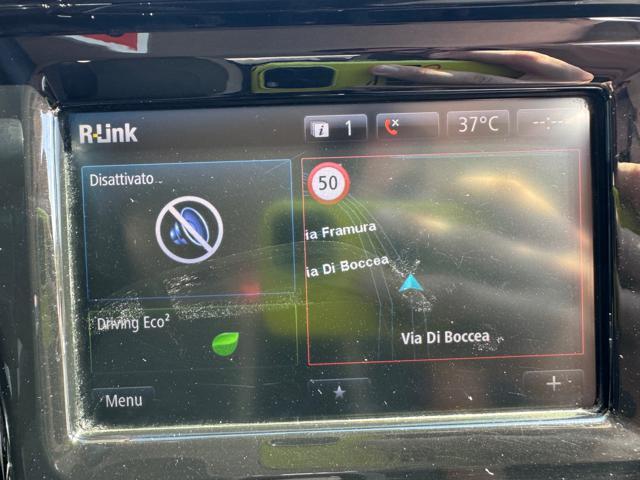 R-Link
i 1
37°C
--:--
Disattivato
50
ia Framura
ia Di Boccea
Via Di Boccea
Driving Eco²
Menu
+